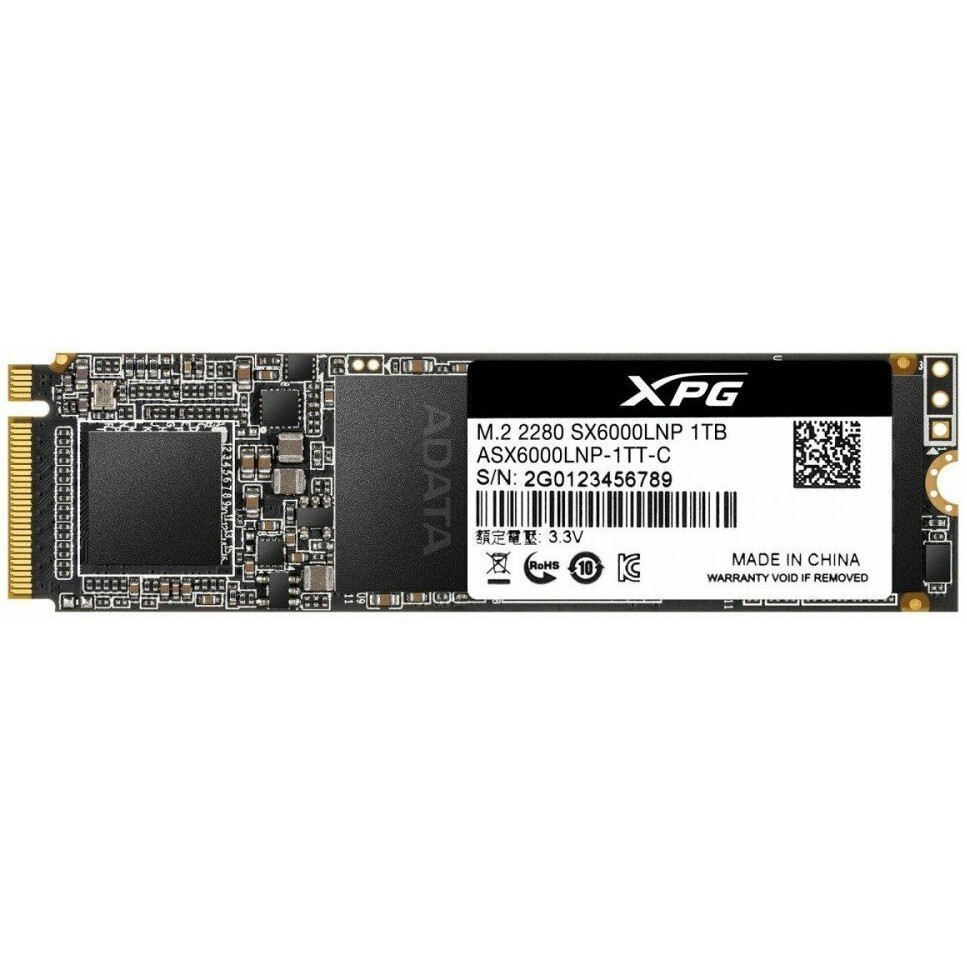 XPG
M.2 2280 SX6000LNP 1TB
ASX6000LNP-1TT-C
S/N: 2G0123456789
額定電壓: 3.3V
RoHS
10
MADE IN CHINA
WARRANTY VOID IF REMOVED
ADATA